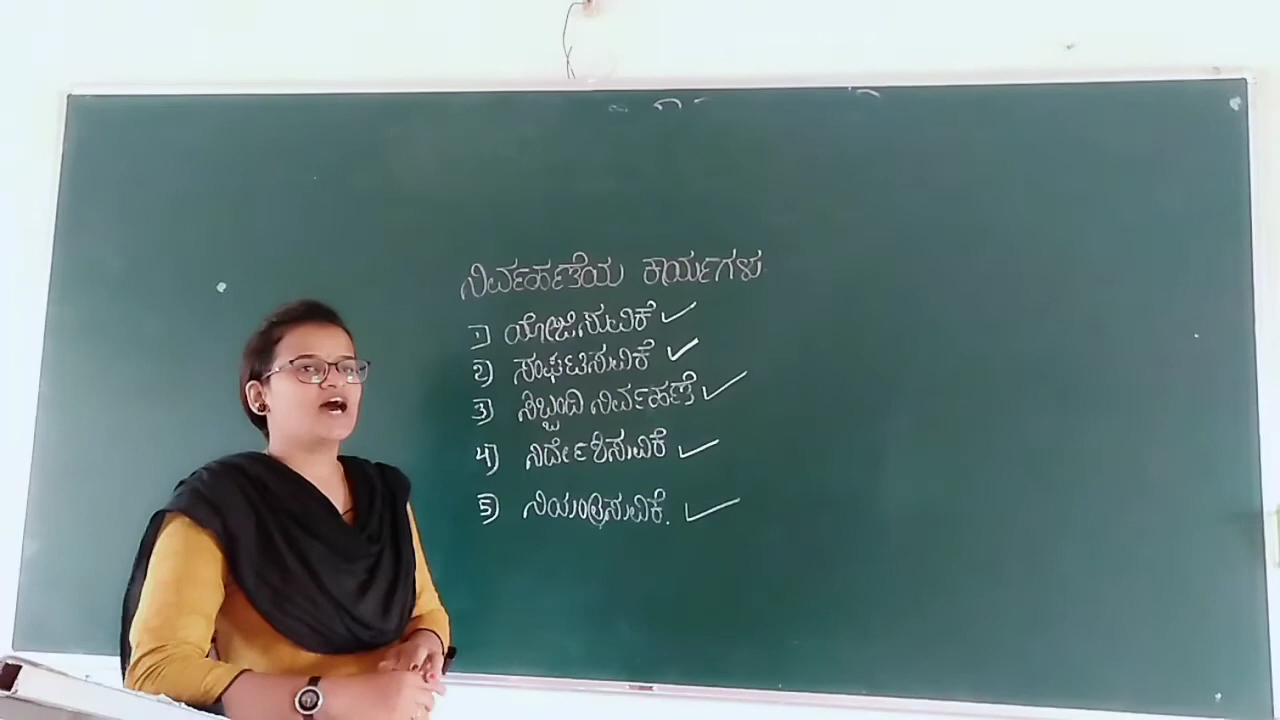 ನಿರ್ವಹಣೆಯ ಕಾರ್ಯಗಳು
1) ಯೋಜಿಸುವಿಕೆ ✓
2) ಸಂಘಟಿಸುವಿಕೆ ✓
3) ಸಿಬ್ಬಂದಿ ನಿರ್ವಹಣೆ ✓
4) ನಿರ್ದೇಶಿಸುವಿಕೆ ✓
5) ನಿಯಂತ್ರಿಸುವಿಕೆ. ✓